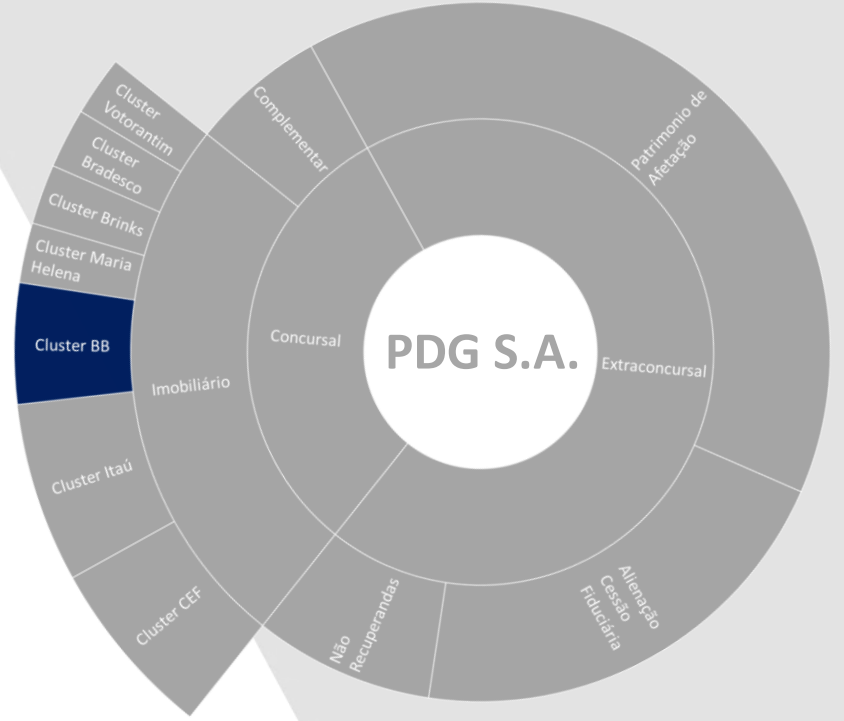 Cluster
Votorantim
Cluster
Bradesco
Cluster Brinks
Cluster Maria
Helena
Cluster BB
Cluster Itaú
Cluster CEF
Complementar
Imobiliário
Concursal
PDG S.A.
Extraconcursal
Patrimonio de
Afetação
Alienação
Cessão
Fiduciária
Não
Recuperandas